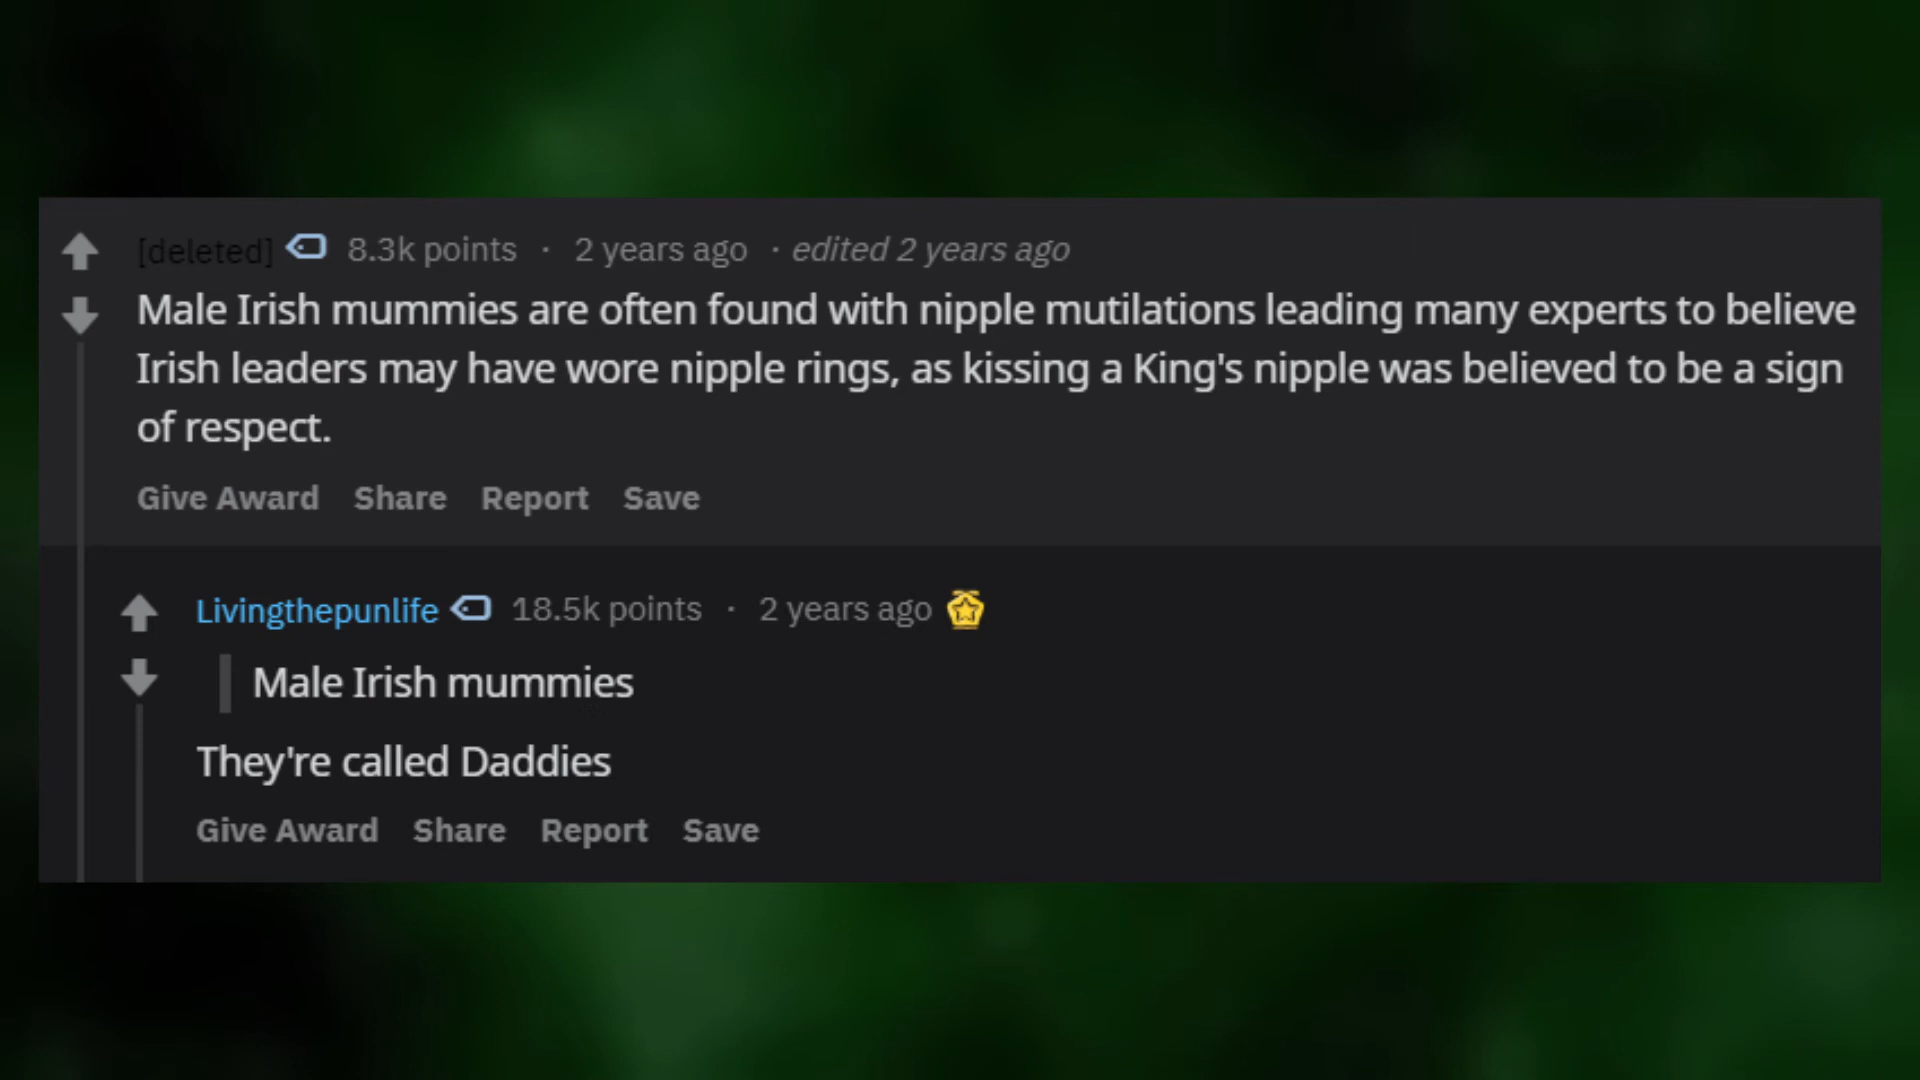 [deleted] 8.3k points · 2 years ago · edited 2 years ago
Male Irish mummies are often found with nipple mutilations leading many experts to believe
Irish leaders may have wore nipple rings, as kissing a King's nipple was believed to be a sign
of respect.
Give Award Share Report Save
Livingthepunlife 18.5k points · 2 years ago
Male Irish mummies
They're called Daddies
Give Award Share Report Save